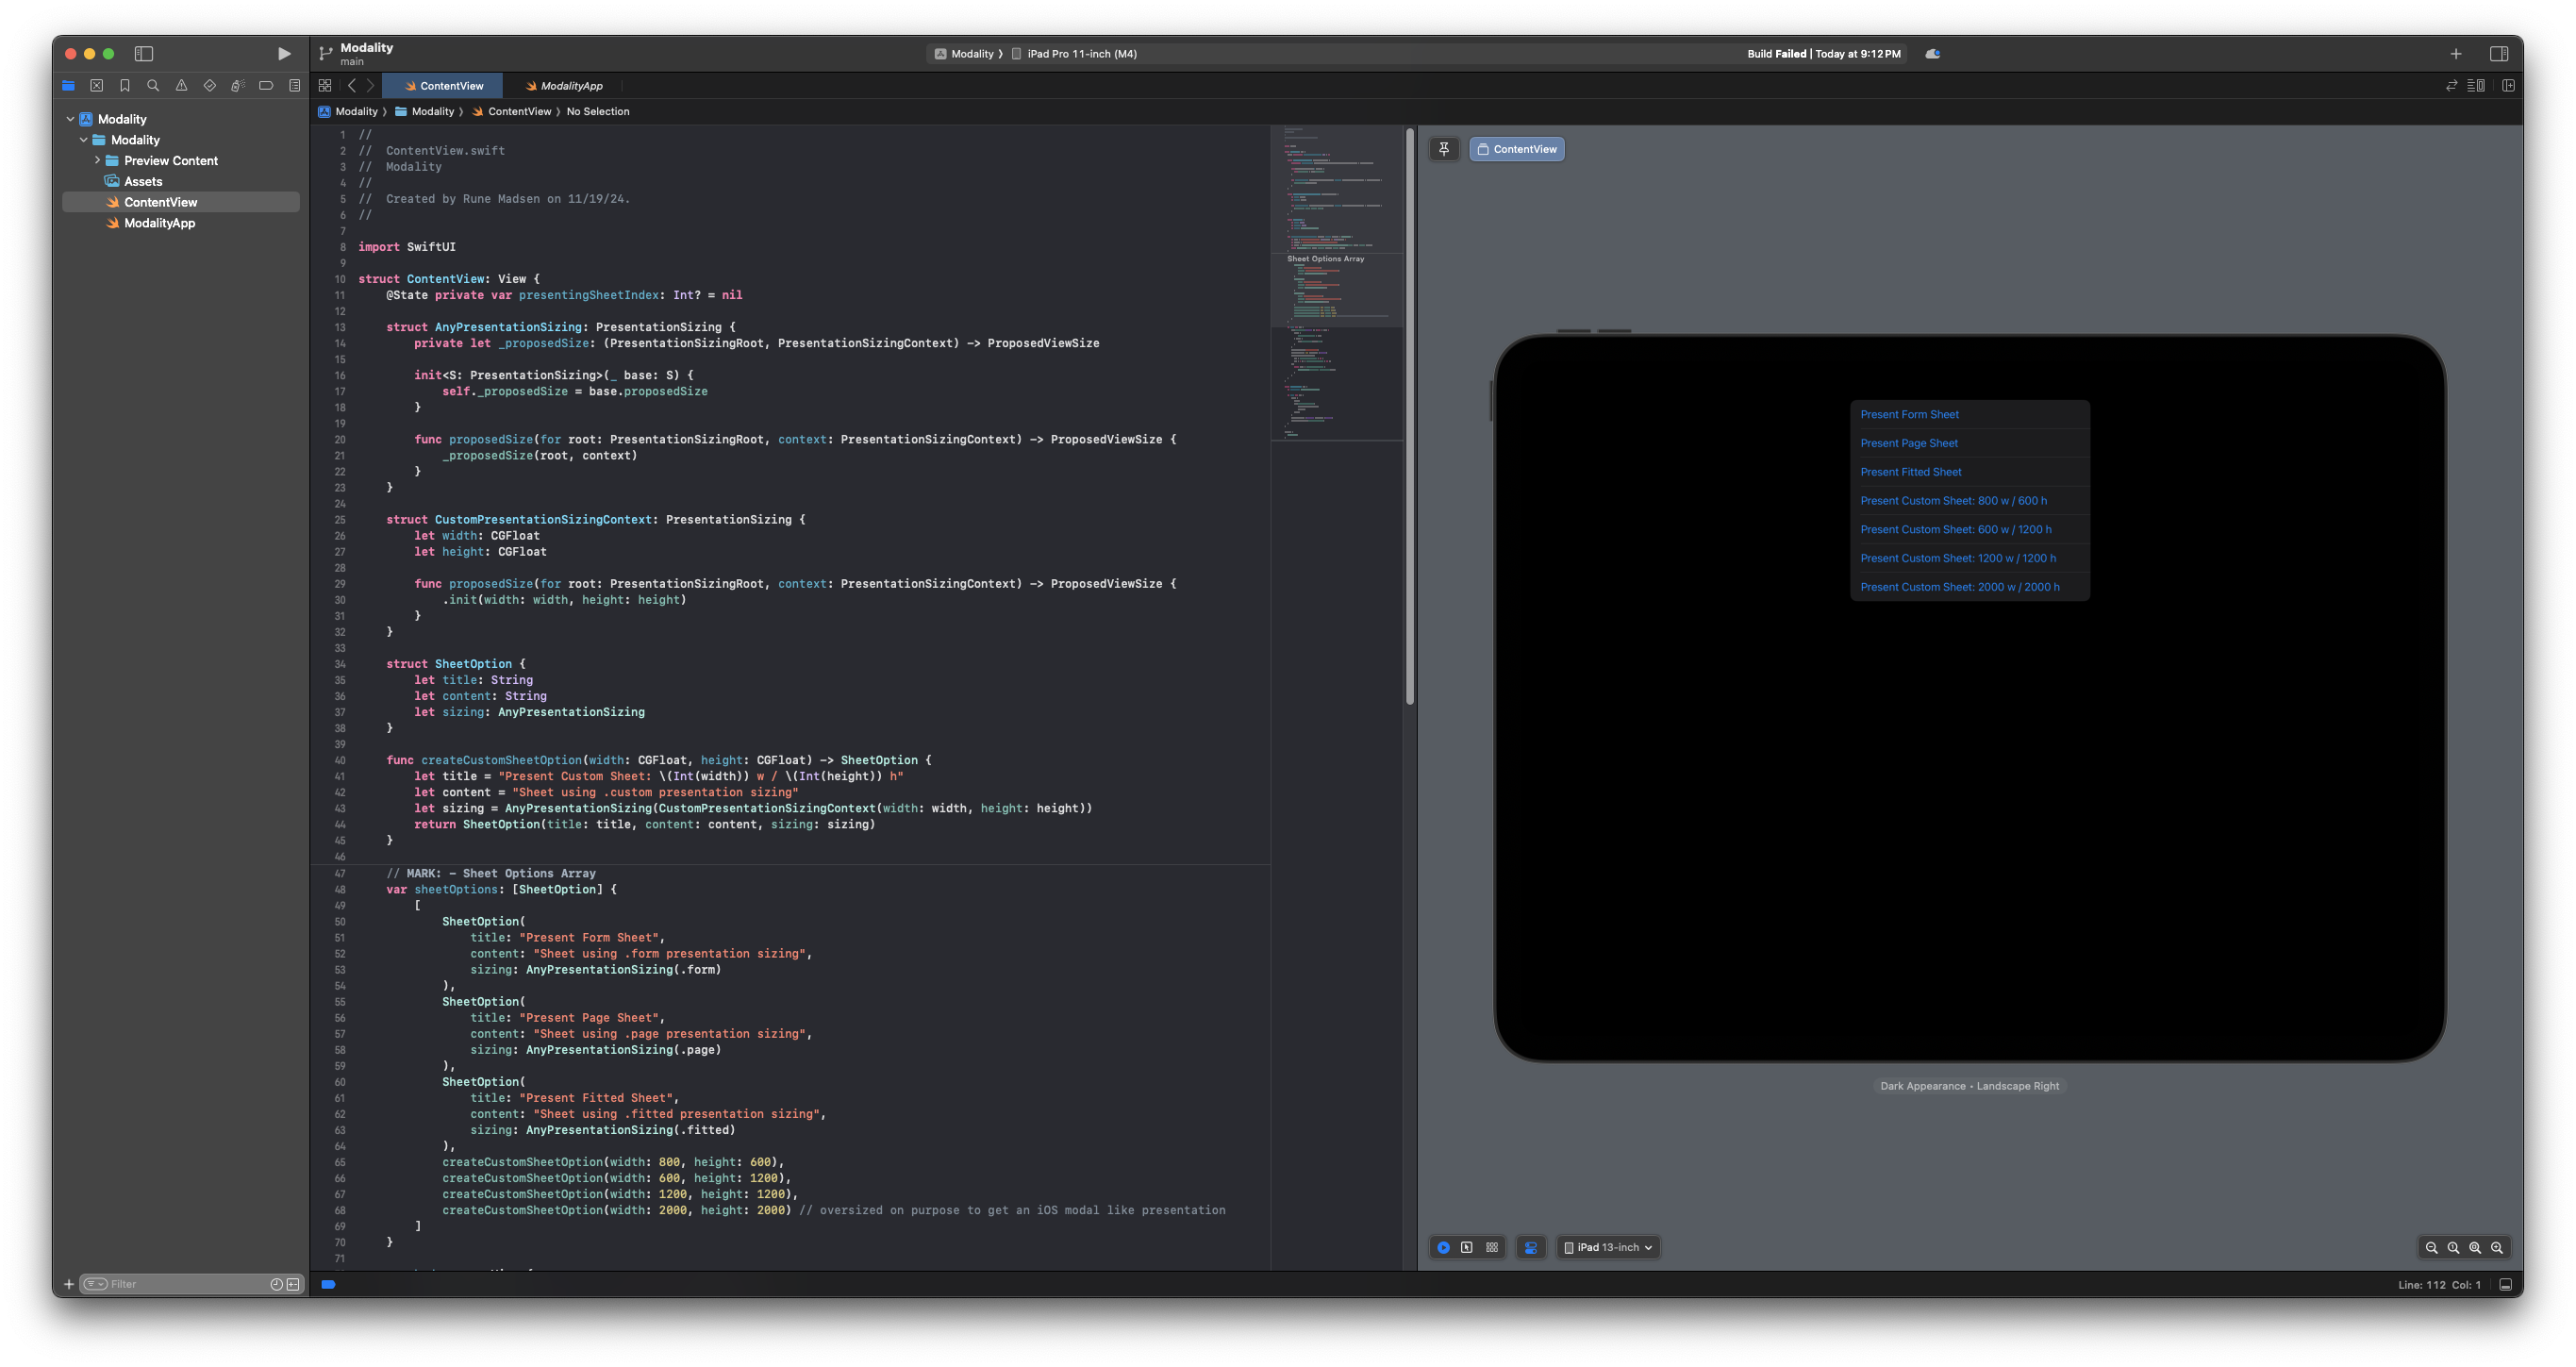 Modality
main
Modality 〉 iPad Pro 11-inch (M4)
Build Failed | Today at 9:12 PM
ContentView
ModalityApp
Modality 〉 Modality 〉 ContentView 〉 No Selection
Modality
Modality
Preview Content
Assets
ContentView
ModalityApp
Filter
1 //
2 //  ContentView.swift
3 //  Modality
4 //
5 //  Created by Rune Madsen on 11/19/24.
6 //
7
8 import SwiftUI
9
10 struct ContentView: View {
11     @State private var presentingSheetIndex: Int? = nil
12
13     struct AnyPresentationSizing: PresentationSizing {
14         private let _proposedSize: (PresentationSizingRoot, PresentationSizingContext) -> ProposedViewSize
15
16         init<S: PresentationSizing>(_ base: S) {
17             self._proposedSize = base.proposedSize
18         }
19
20         func proposedSize(for root: PresentationSizingRoot, context: PresentationSizingContext) -> ProposedViewSize {
21             _proposedSize(root, context)
22         }
23     }
24
25     struct CustomPresentationSizingContext: PresentationSizing {
26         let width: CGFloat
27         let height: CGFloat
28
29         func proposedSize(for root: PresentationSizingRoot, context: PresentationSizingContext) -> ProposedViewSize {
30             .init(width: width, height: height)
31         }
32     }
33
34     struct SheetOption {
35         let title: String
36         let content: String
37         let sizing: AnyPresentationSizing
38     }
39
40     func createCustomSheetOption(width: CGFloat, height: CGFloat) -> SheetOption {
41         let title = "Present Custom Sheet: \(Int(width)) w / \(Int(height)) h"
42         let content = "Sheet using .custom presentation sizing"
43         let sizing = AnyPresentationSizing(CustomPresentationSizingContext(width: width, height: height))
44         return SheetOption(title: title, content: content, sizing: sizing)
45     }
46
47     // MARK: - Sheet Options Array
48     var sheetOptions: [SheetOption] {
49         [
50             SheetOption(
51                 title: "Present Form Sheet",
52                 content: "Sheet using .form presentation sizing",
53                 sizing: AnyPresentationSizing(.form)
54             ),
55             SheetOption(
56                 title: "Present Page Sheet",
57                 content: "Sheet using .page presentation sizing",
58                 sizing: AnyPresentationSizing(.page)
59             ),
60             SheetOption(
61                 title: "Present Fitted Sheet",
62                 content: "Sheet using .fitted presentation sizing",
63                 sizing: AnyPresentationSizing(.fitted)
64             ),
65             createCustomSheetOption(width: 800, height: 600),
66             createCustomSheetOption(width: 600, height: 1200),
67             createCustomSheetOption(width: 1200, height: 1200),
68             createCustomSheetOption(width: 2000, height: 2000) // oversized on purpose to get an iOS modal like presentation
69         ]
70     }
71
Sheet Options Array
ContentView
Present Form Sheet
Present Page Sheet
Present Fitted Sheet
Present Custom Sheet: 800 w / 600 h
Present Custom Sheet: 600 w / 1200 h
Present Custom Sheet: 1200 w / 1200 h
Present Custom Sheet: 2000 w / 2000 h
Dark Appearance • Landscape Right
iPad 13-inch
Line: 112  Col: 1